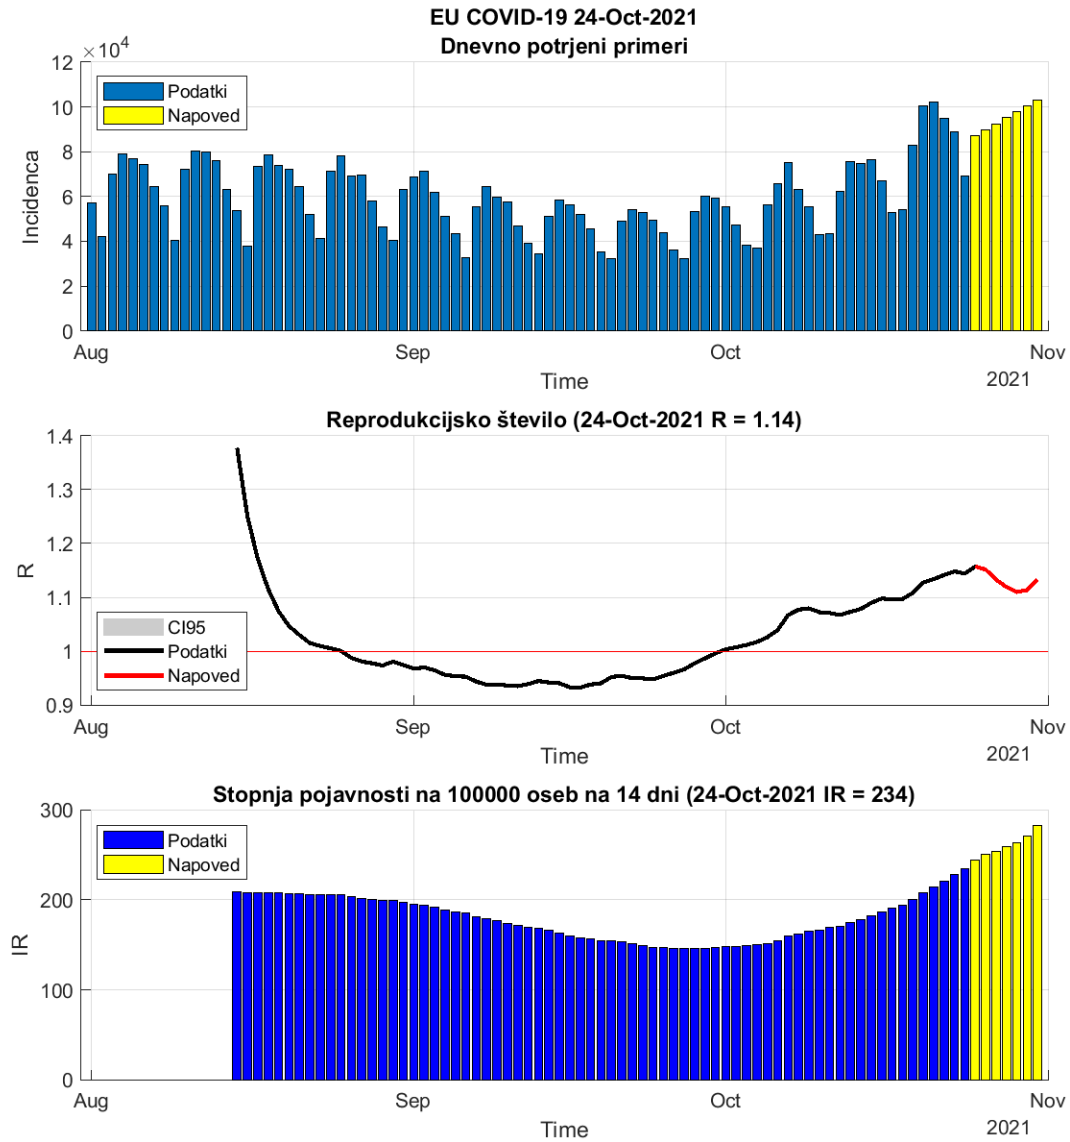 EU COVID-19 24-Oct-2021
Dnevno potrjeni primeri
×10⁴
12
10
8
6
4
2
0
Incidenca
Podatki
Napoved
Aug
Sep
Oct
Nov
Time
2021
Reprodukcijsko število (24-Oct-2021 R = 1.14)
1.4
1.3
1.2
1.1
1
0.9
R
CI95
Podatki
Napoved
Aug
Sep
Oct
Nov
Time
2021
Stopnja pojavnosti na 100000 oseb na 14 dni (24-Oct-2021 IR = 234)
300
200
100
0
IR
Podatki
Napoved
Aug
Sep
Oct
Nov
Time
2021